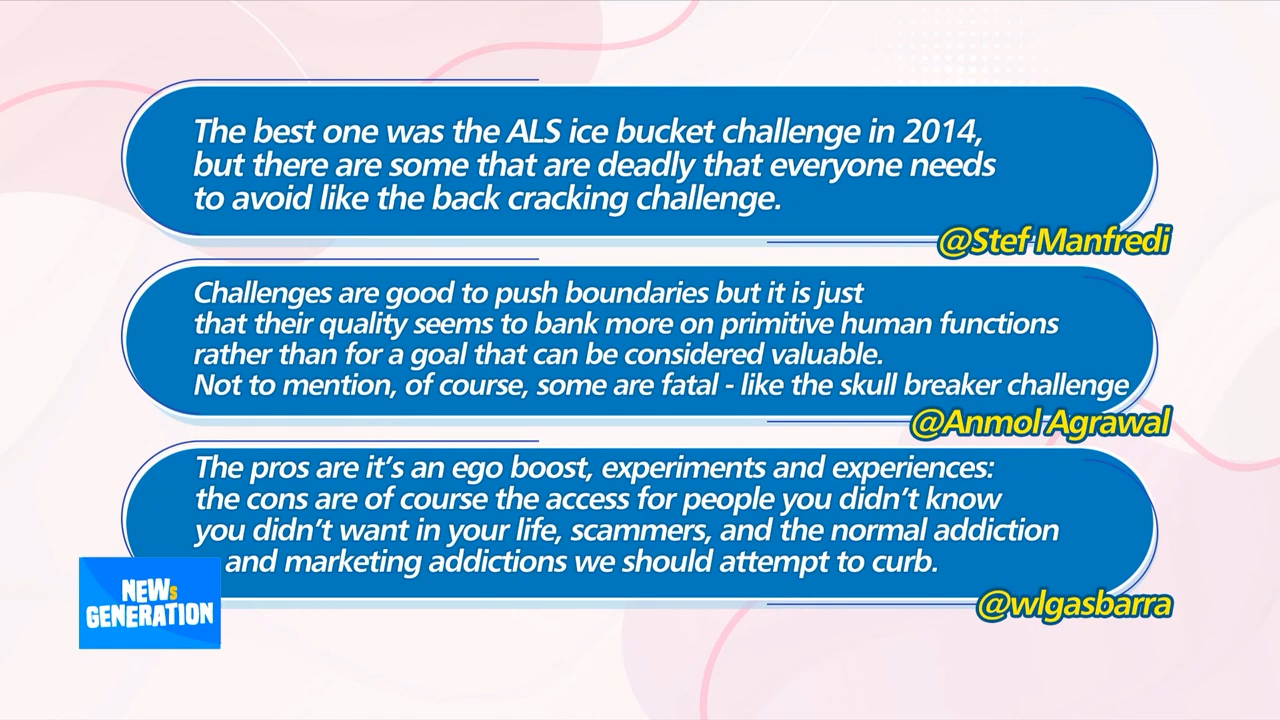 The best one was the ALS ice bucket challenge in 2014,
but there are some that are deadly that everyone needs
to avoid like the back cracking challenge.
@Stef Manfredi
Challenges are good to push boundaries but it is just
that their quality seems to bank more on primitive human functions
rather than for a goal that can be considered valuable.
Not to mention, of course, some are fatal - like the skull breaker challenge
@Anmol Agrawal
The pros are it's an ego boost, experiments and experiences:
the cons are of course the access for people you didn't know
you didn't want in your life, scammers, and the normal addiction
and marketing addictions we should attempt to curb.
@wlgasbarra
NEWs
GENERATION